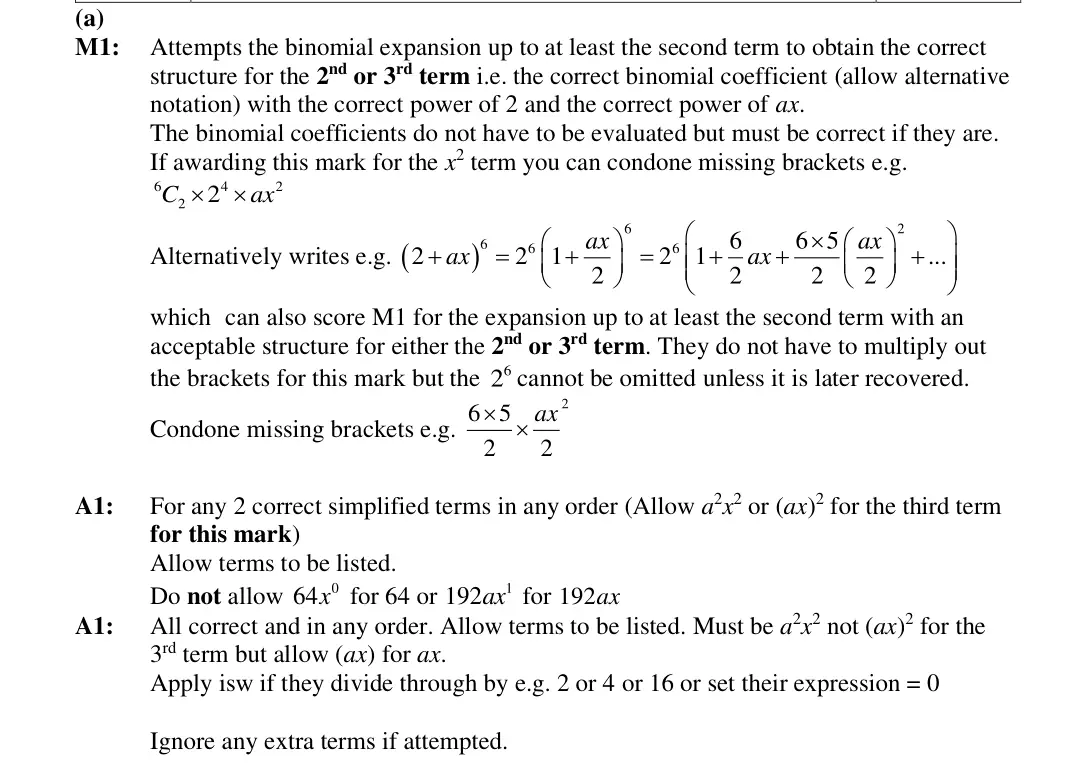 (a)
M1: Attempts the binomial expansion up to at least the second term to obtain the correct
structure for the 2nd or 3rd term i.e. the correct binomial coefficient (allow alternative
notation) with the correct power of 2 and the correct power of ax.
The binomial coefficients do not have to be evaluated but must be correct if they are.
If awarding this mark for the x² term you can condone missing brackets e.g.
⁶C₂ × 2⁴ × ax²
Alternatively writes e.g. (2 + ax)⁶ = 2⁶(1 + ax/2)⁶ = 2⁶(1 + 6/2 ax + 6×5/2 (ax/2)² + ...)
which can also score M1 for the expansion up to at least the second term with an
acceptable structure for either the 2nd or 3rd term. They do not have to multiply out
the brackets for this mark but the 2⁶ cannot be omitted unless it is later recovered.
Condone missing brackets e.g. 6×5/2 × ax²/2
A1: For any 2 correct simplified terms in any order (Allow a²x² or (ax)² for the third term
for this mark)
Allow terms to be listed.
Do not allow 64x⁰ for 64 or 192ax¹ for 192ax
A1: All correct and in any order. Allow terms to be listed. Must be a²x² not (ax)² for the
3rd term but allow (ax) for ax.
Apply isw if they divide through by e.g. 2 or 4 or 16 or set their expression = 0
Ignore any extra terms if attempted.